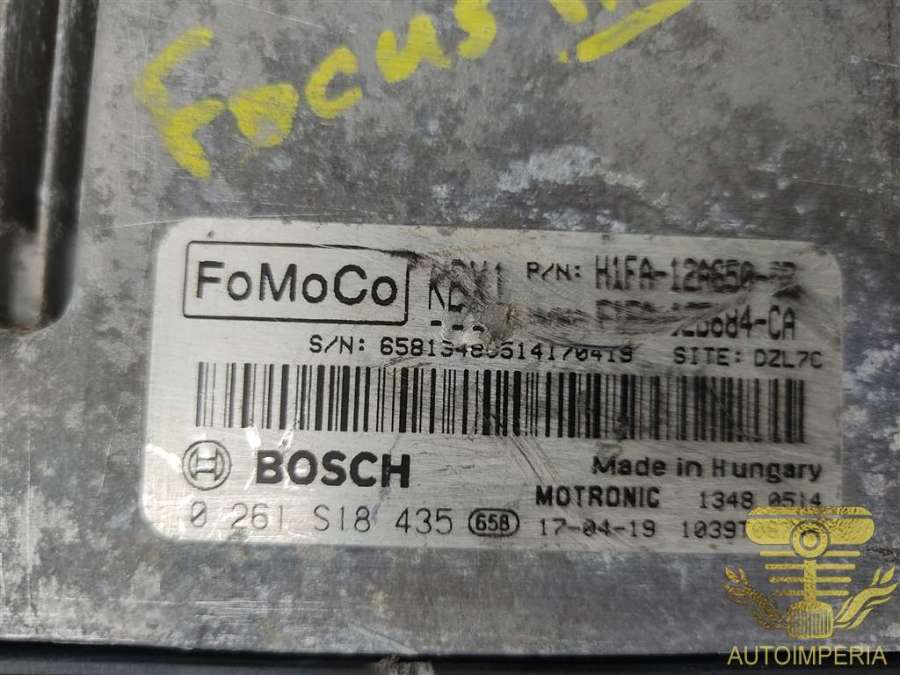 Focus
FoMoCo
P/N: H1FA-12A650-
S/N: SITE: DZL7C
BOSCH
Made in Hungary
MOTRONIC 1348 0514
0 261 S18 435 658 17-04-19
AUTOIMPERIA